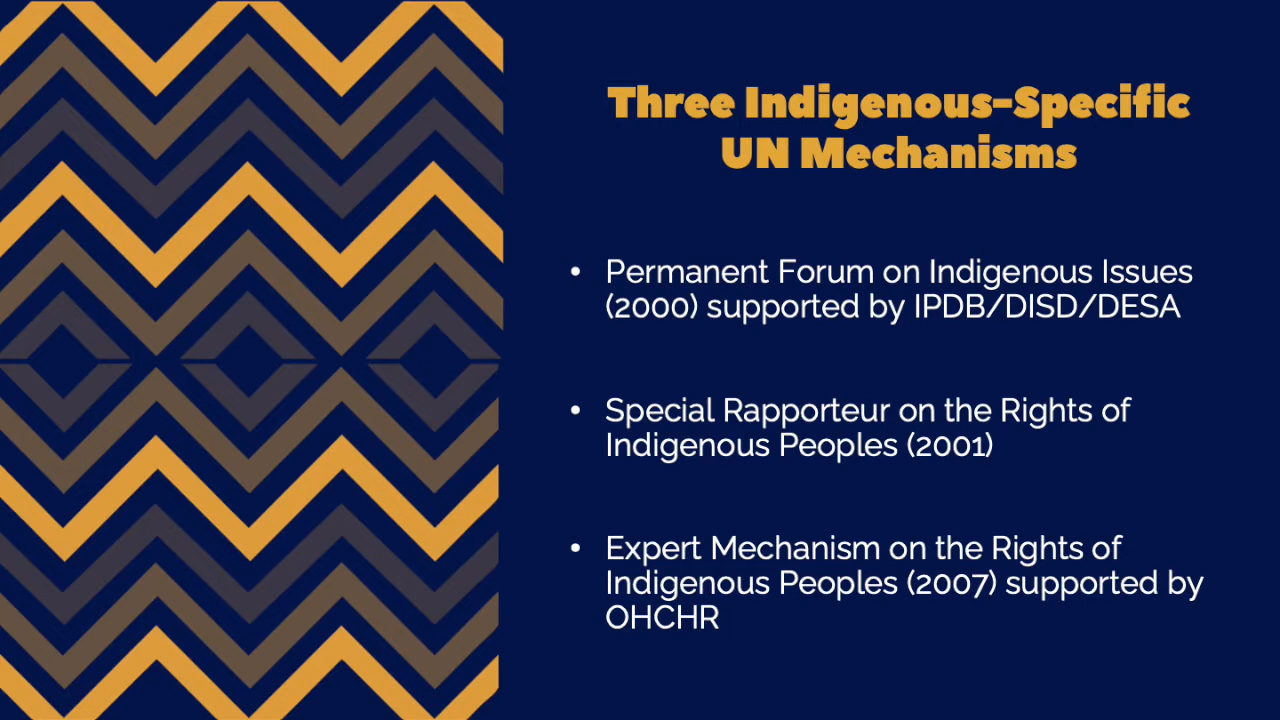 Three Indigenous-Specific
UN Mechanisms
• Permanent Forum on Indigenous Issues
(2000) supported by IPDB/DISD/DESA
• Special Rapporteur on the Rights of
Indigenous Peoples (2001)
• Expert Mechanism on the Rights of
Indigenous Peoples (2007) supported by
OHCHR